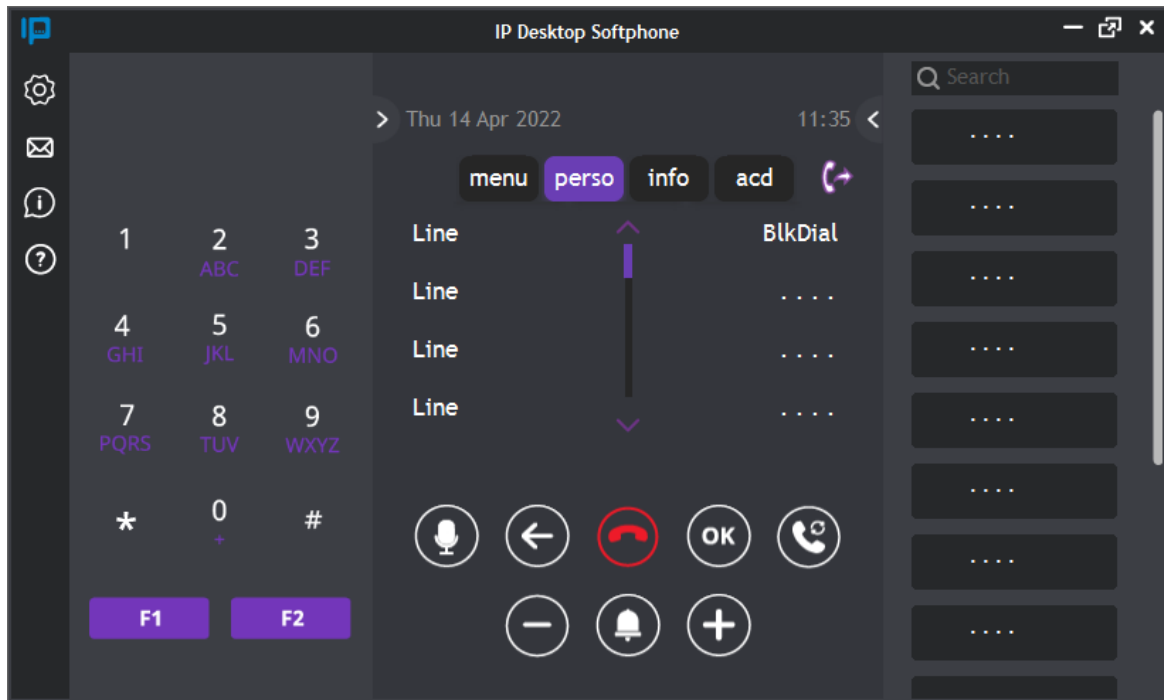 IP
IP Desktop Softphone
Search
Thu 14 Apr 2022 11:35
menu perso info acd
Line BlkDial
Line ....
Line ....
Line ....
1 2 3
ABC DEF
4 5 6
GHI JKL MNO
7 8 9
PQRS TUV WXYZ
* 0 #
+
F1 F2
OK
....
....
....
....
....
....
....
....